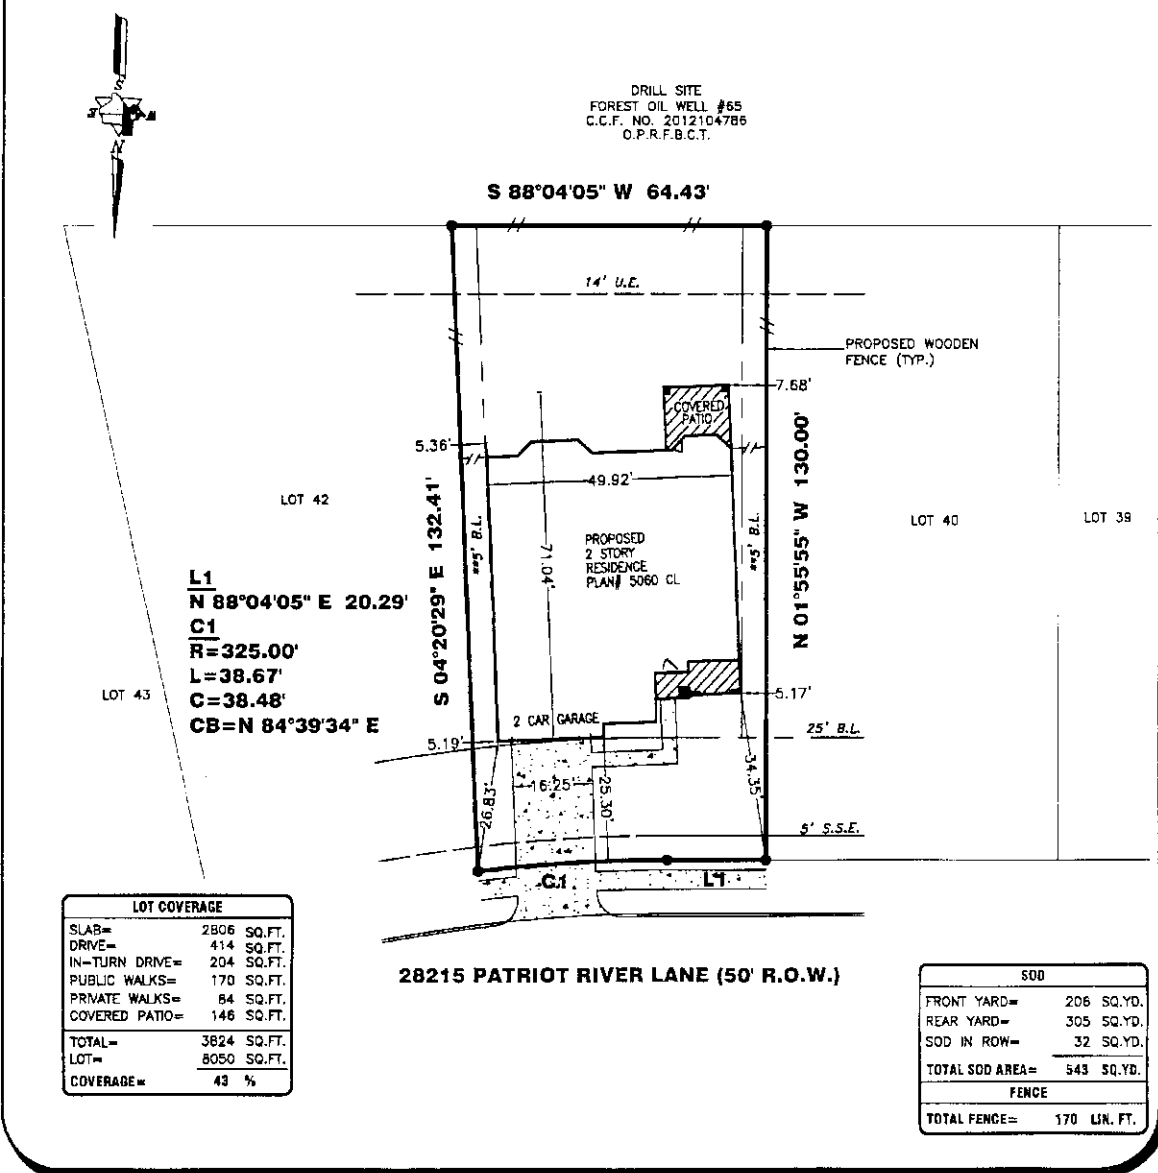 S
N
DRILL SITE
FOREST OIL WELL #65
C.C.F. NO. 2012104786
O.P.R.F.B.C.T.
S 88°04'05" W 64.43'
14' U.E.
PROPOSED WOODEN
FENCE (TYP.)
7.68'
COVERED
PATIO
5.36'
49.92'
S 04°20'29" E 132.41'
N 01°55'55" W 130.00'
LOT 42
LOT 40
LOT 39
**5' B.L.
**5' B.L.
71.04'
PROPOSED
2 STORY
RESIDENCE
PLAN# 5060 CL
L1
N 88°04'05" E 20.29'
C1
R=325.00'
L=38.67'
C=38.48'
CB=N 84°39'34" E
LOT 43
5.17'
2 CAR GARAGE
5.19'
25' B.L.
26.83'
16.25'
25.30'
34.35'
5' S.S.E.
C1
L1
28215 PATRIOT RIVER LANE (50' R.O.W.)
LOT COVERAGE
SLAB= 2806 SQ.FT.
DRIVE= 414 SQ.FT.
IN-TURN DRIVE= 204 SQ.FT.
PUBLIC WALKS= 170 SQ.FT.
PRIVATE WALKS= 84 SQ.FT.
COVERED PATIO= 146 SQ.FT.
TOTAL= 3824 SQ.FT.
LOT= 8050 SQ.FT.
COVERAGE= 43 %
SOD
FRONT YARD= 206 SQ.YD.
REAR YARD= 305 SQ.YD.
SOD IN ROW= 32 SQ.YD.
TOTAL SOD AREA= 543 SQ.YD.
FENCE
TOTAL FENCE= 170 LIN. FT.